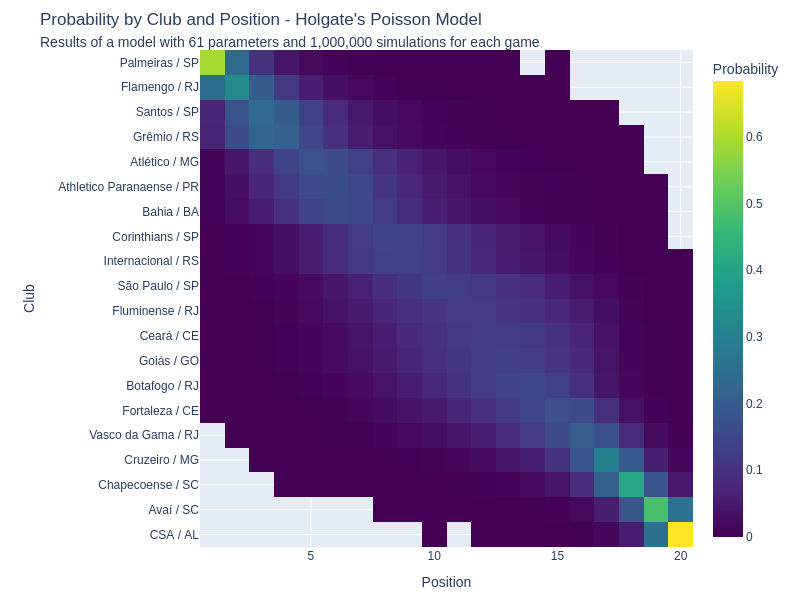 Probability by Club and Position - Holgate's Poisson Model
Results of a model with 61 parameters and 1,000,000 simulations for each game
Probability
Palmeiras / SP
Flamengo / RJ
Santos / SP
Grêmio / RS
Atlético / MG
Athletico Paranaense / PR
Bahia / BA
Corinthians / SP
Internacional / RS
São Paulo / SP
Fluminense / RJ
Ceará / CE
Goiás / GO
Botafogo / RJ
Fortaleza / CE
Vasco da Gama / RJ
Cruzeiro / MG
Chapecoense / SC
Avaí / SC
CSA / AL
Club
5
10
15
20
Position
0.6
0.5
0.4
0.3
0.2
0.1
0